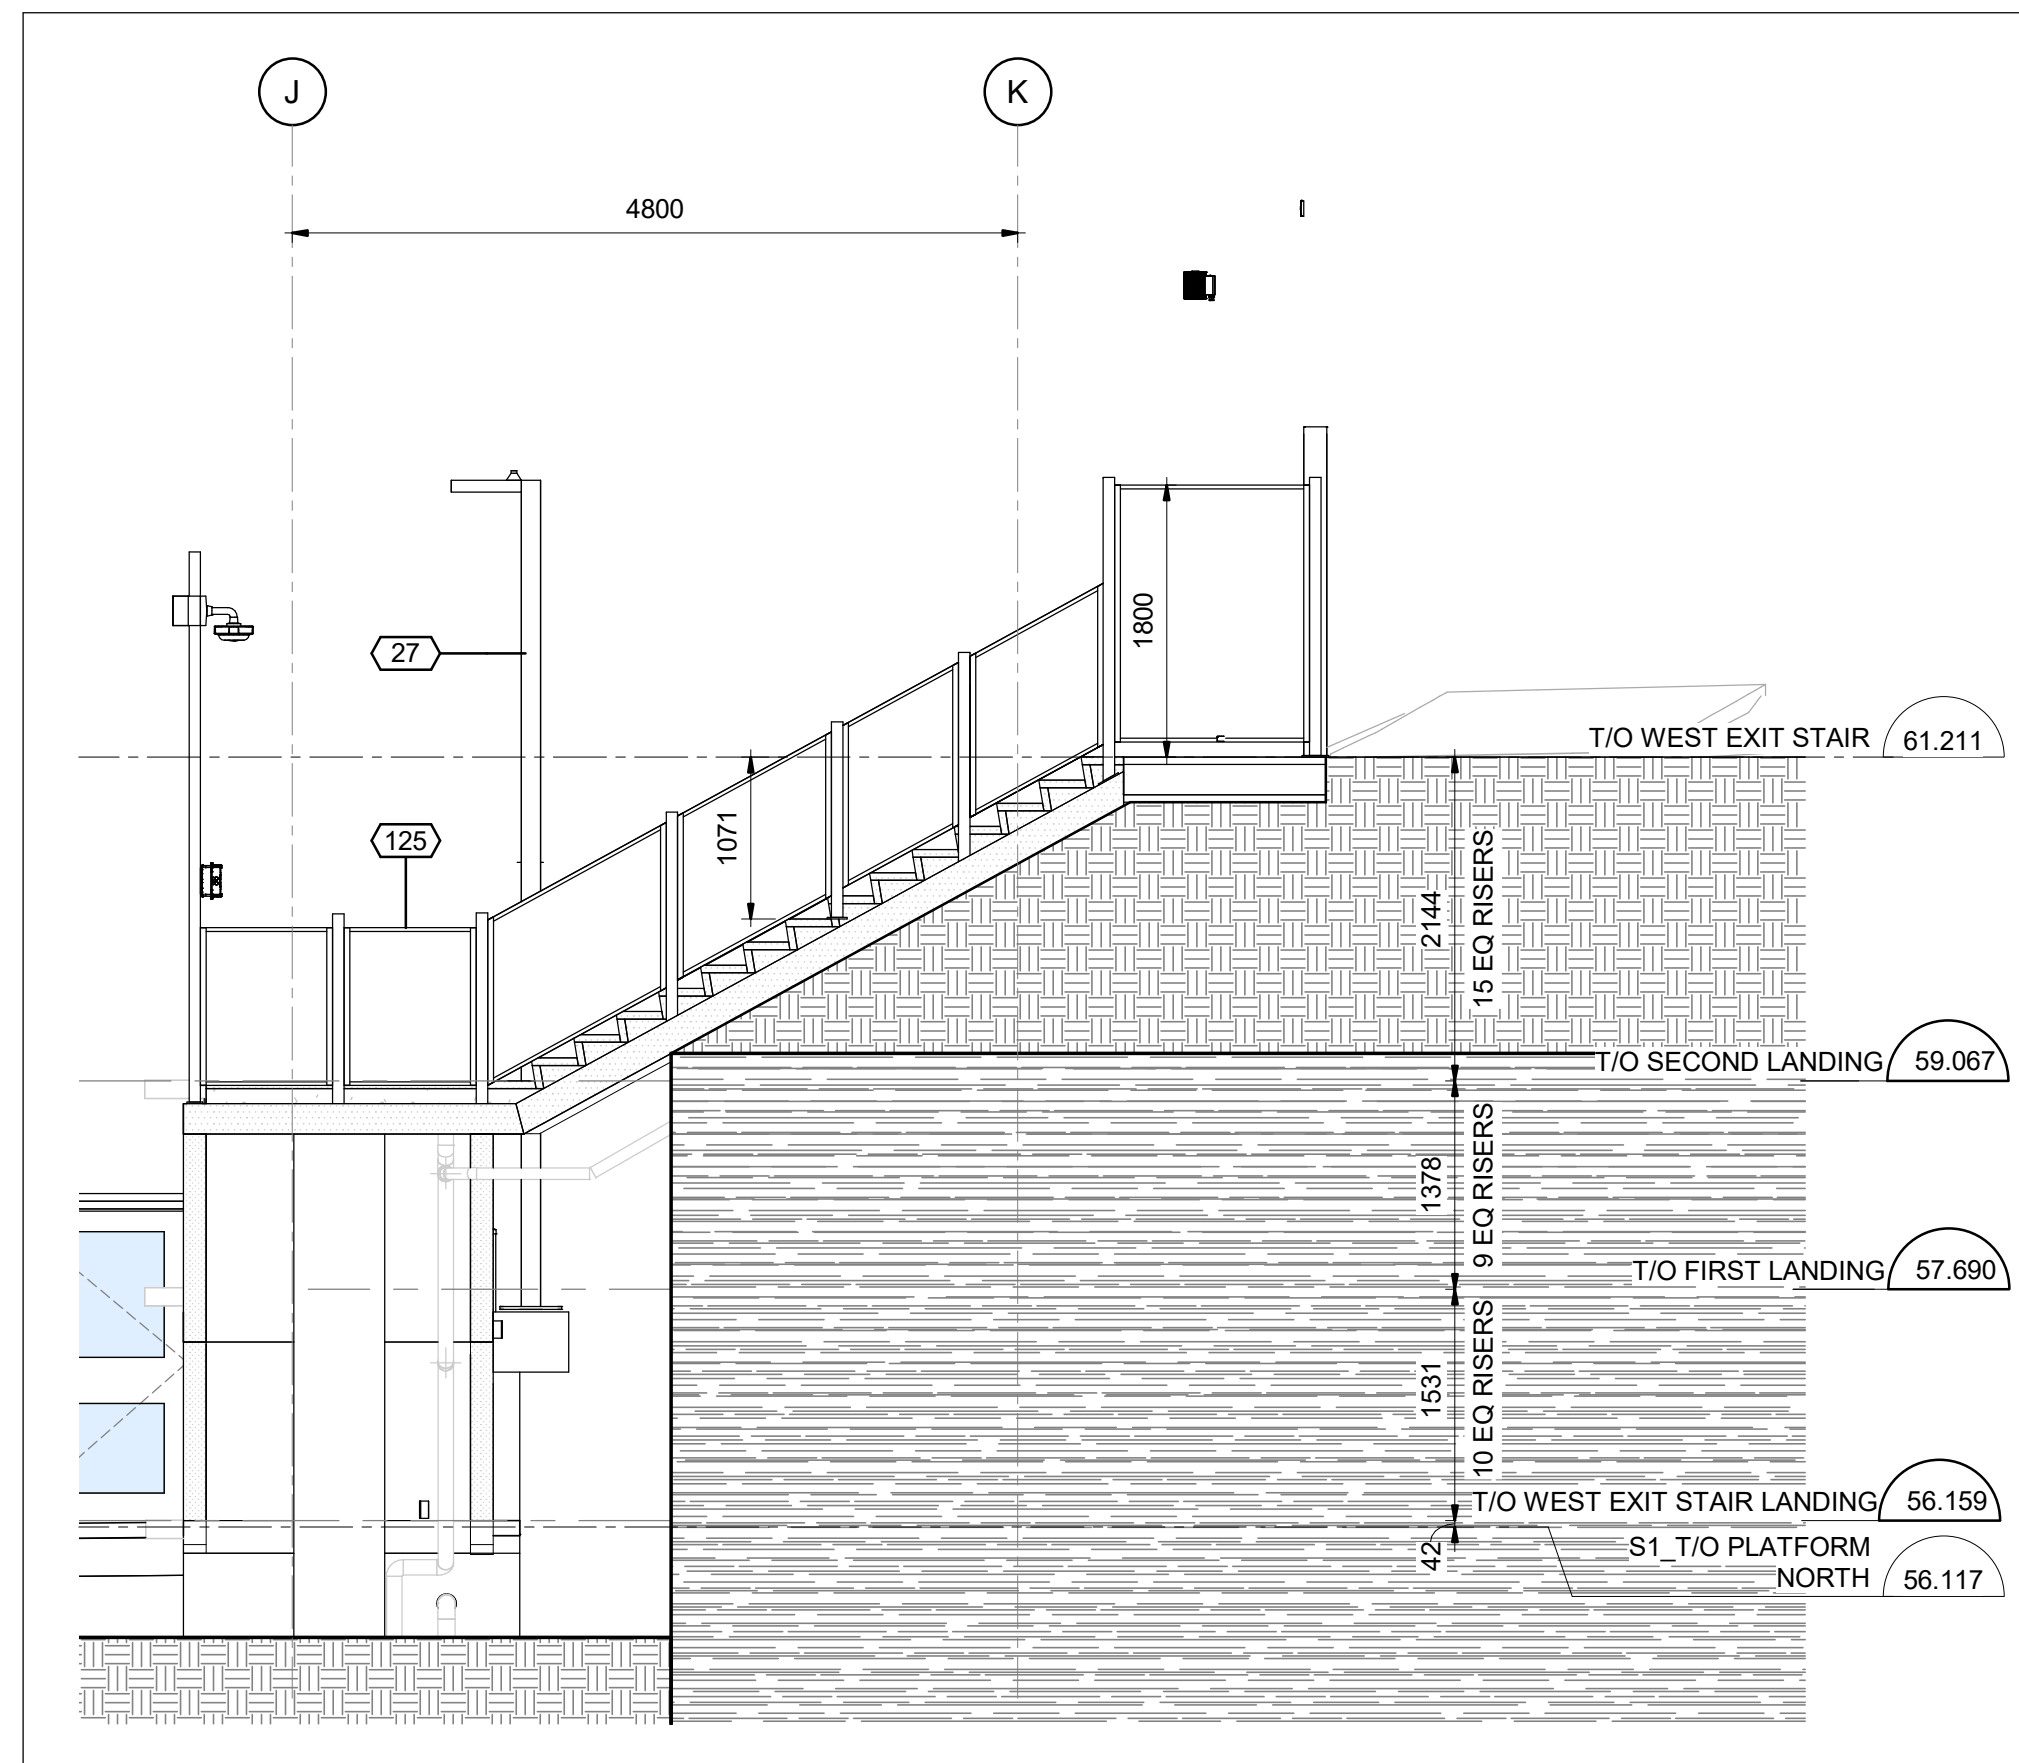 J
K
4800
27
1800
T/O WEST EXIT STAIR
61.211
125
1071
2144
15 EQ RISERS
T/O SECOND LANDING
59.067
1378
9 EQ RISERS
T/O FIRST LANDING
57.690
1531
10 EQ RISERS
T/O WEST EXIT STAIR LANDING
56.159
42
S1_T/O PLATFORM
NORTH
56.117